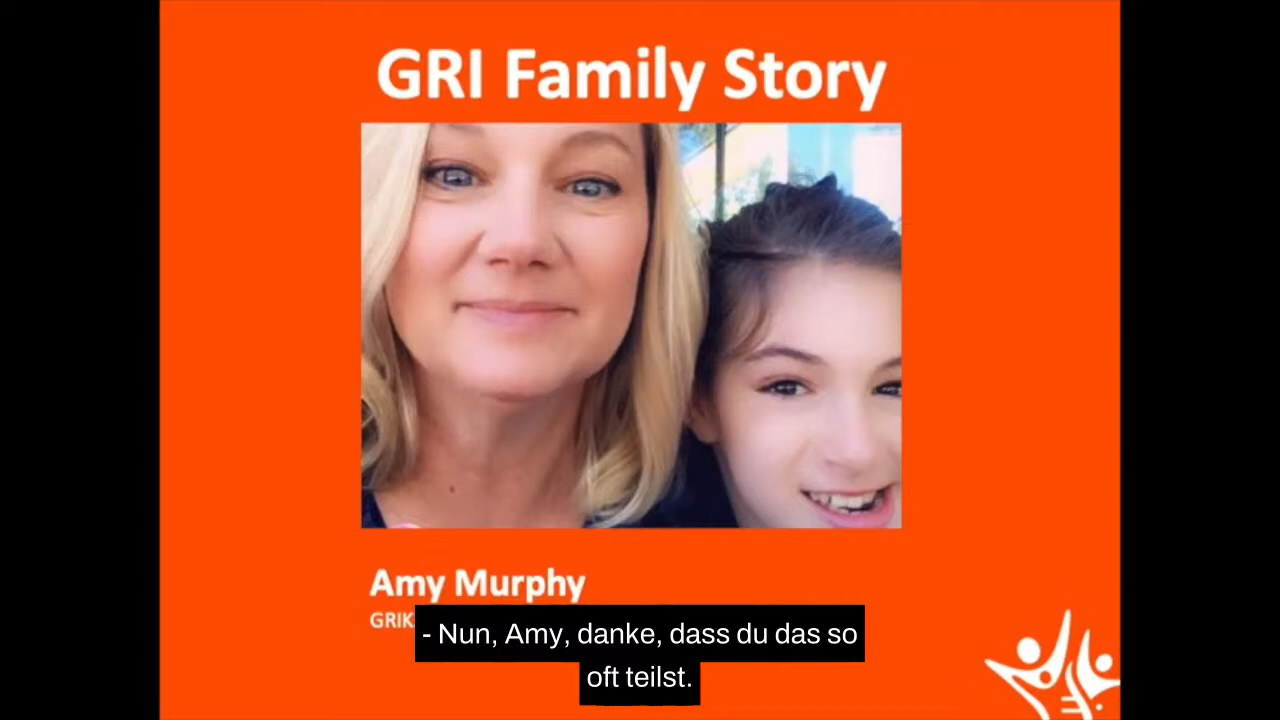 GRI Family Story
Amy Murphy
GRIK
- Nun, Amy, danke, dass du das so
oft teilst.